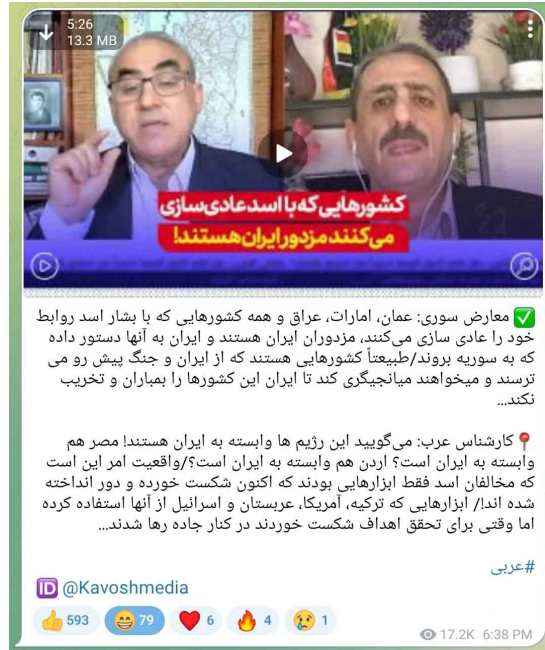 5:26
13.3 MB
کشورهایی که با اسد عادی سازی
می‌کنند مزدور ایران هستند!
✅ معارض سوری: عمان، امارات، عراق و همه کشورهایی که با بشار اسد روابط
خود را عادی سازی می‌کنند، مزدوران ایران هستند و ایران به آنها دستور داده
که به سوریه بروند/طبیعتاً کشورهایی هستند که از ایران و جنگ پیش رو می
ترسند و میخواهند میانجیگری کند تا ایران این کشورها را بمباران و تخریب
نکند...
📍کارشناس عرب: می‌گویید این رژیم ها وابسته به ایران هستند! مصر هم
وابسته به ایران است؟ اردن هم وابسته به ایران است؟/واقعیت امر این است
که مخالفان اسد فقط ابزارهایی بودند که اکنون شکست خورده و دور انداخته
شده اند!/ ابزارهایی که ترکیه، آمریکا، عربستان و اسرائیل از آنها استفاده کرده
اما وقتی برای تحقق اهداف شکست خوردند در کنار جاده رها شدند...
#عربی
🆔 @Kavoshmedia
👍 593 😁 79 ❤️ 6 🔥 4 😢 1
17.2K 6:38 PM